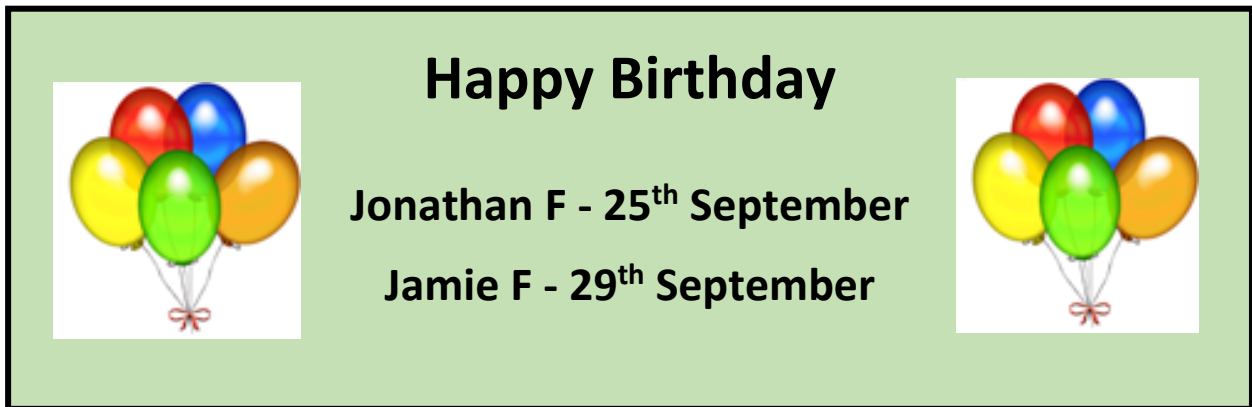 Happy Birthday
Jonathan F - 25th September
Jamie F - 29th September